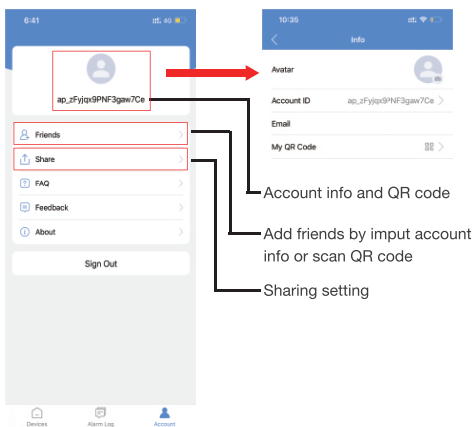 6:41
4G
ap_zFyjqx9PNF3gaw7Ce
Friends
Share
FAQ
Feedback
About
Sign Out
Devices
Alarm Log
Account
10:35
Info
Avatar
Account ID
ap_zFyjqx9PNF3gaw7Ce
Email
My QR Code
Account info and QR code
Add friends by imput account
info or scan QR code
Sharing setting